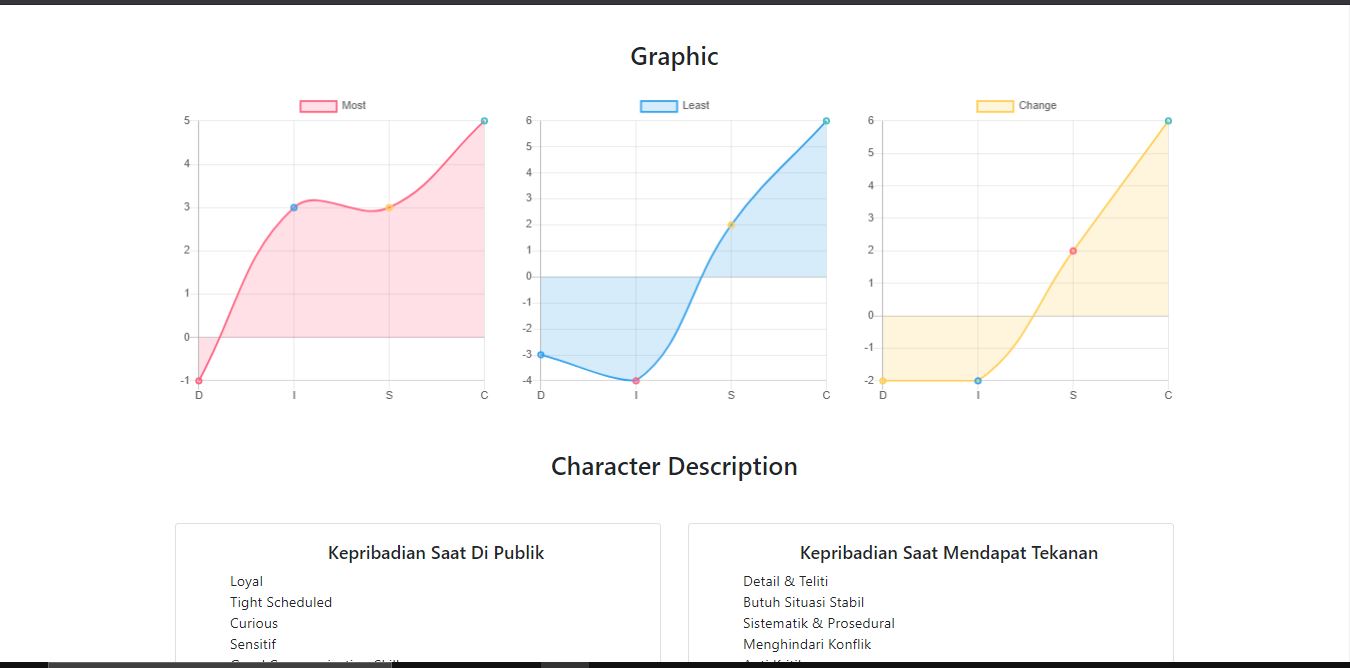 Graphic
Most
5
4
3
2
1
0
-1
D I S C
Least
6
5
4
3
2
1
0
-1
-2
-3
-4
D I S C
Change
6
5
4
3
2
1
0
-1
-2
D I S C
Character Description
Kepribadian Saat Di Publik
Loyal
Tight Scheduled
Curious
Sensitif
Kepribadian Saat Mendapat Tekanan
Detail & Teliti
Butuh Situasi Stabil
Sistematik & Prosedural
Menghindari Konflik